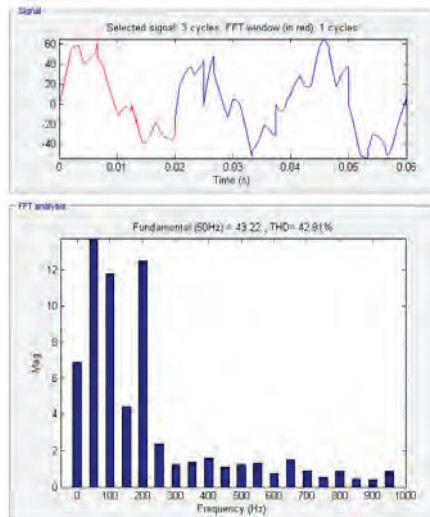 Signal
Selected signal: 3 cycles. FFT window (in red): 1 cycles
60
40
20
0
-20
-40
0 0.01 0.02 0.03 0.04 0.05 0.06
Time (s)
FFT analysis
Fundamental (50Hz) = 43.22 , THD= 42.81%
12
10
8
6
4
2
0
Mag
0 100 200 300 400 500 600 700 800 900 1000
Frequency (Hz)